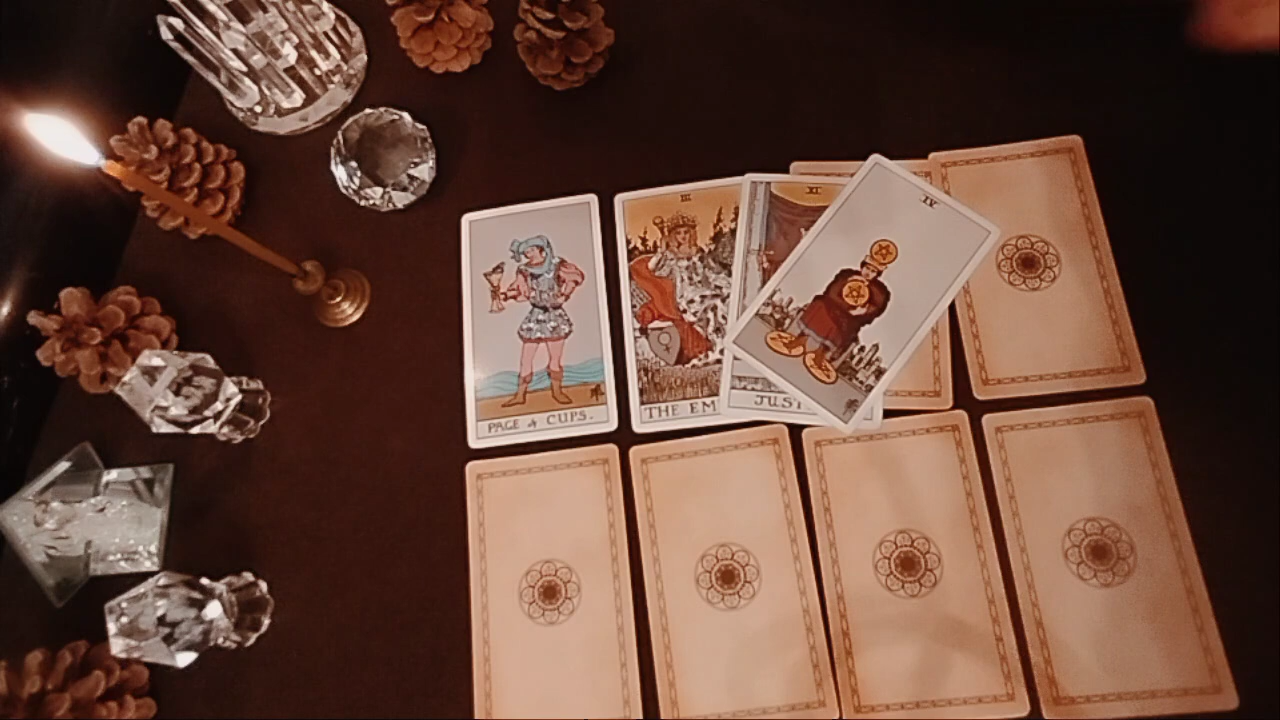 PAGE of CUPS.
III
THE EM
XI
JUST
IV